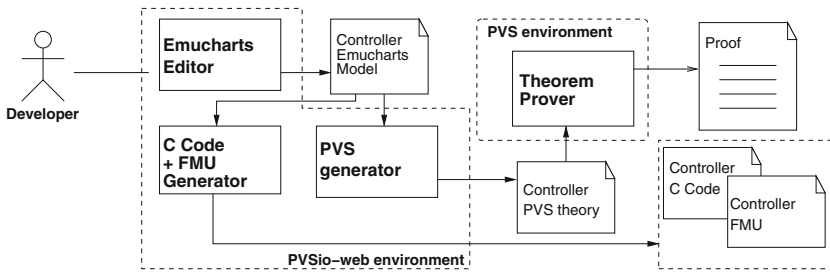 Developer
Emucharts
Editor
Controller
Emucharts
Model
C Code
+ FMU
Generator
PVS
generator
PVSio−web environment
PVS environment
Theorem
Prover
Controller
PVS theory
Proof
Controller
C Code
Controller
FMU